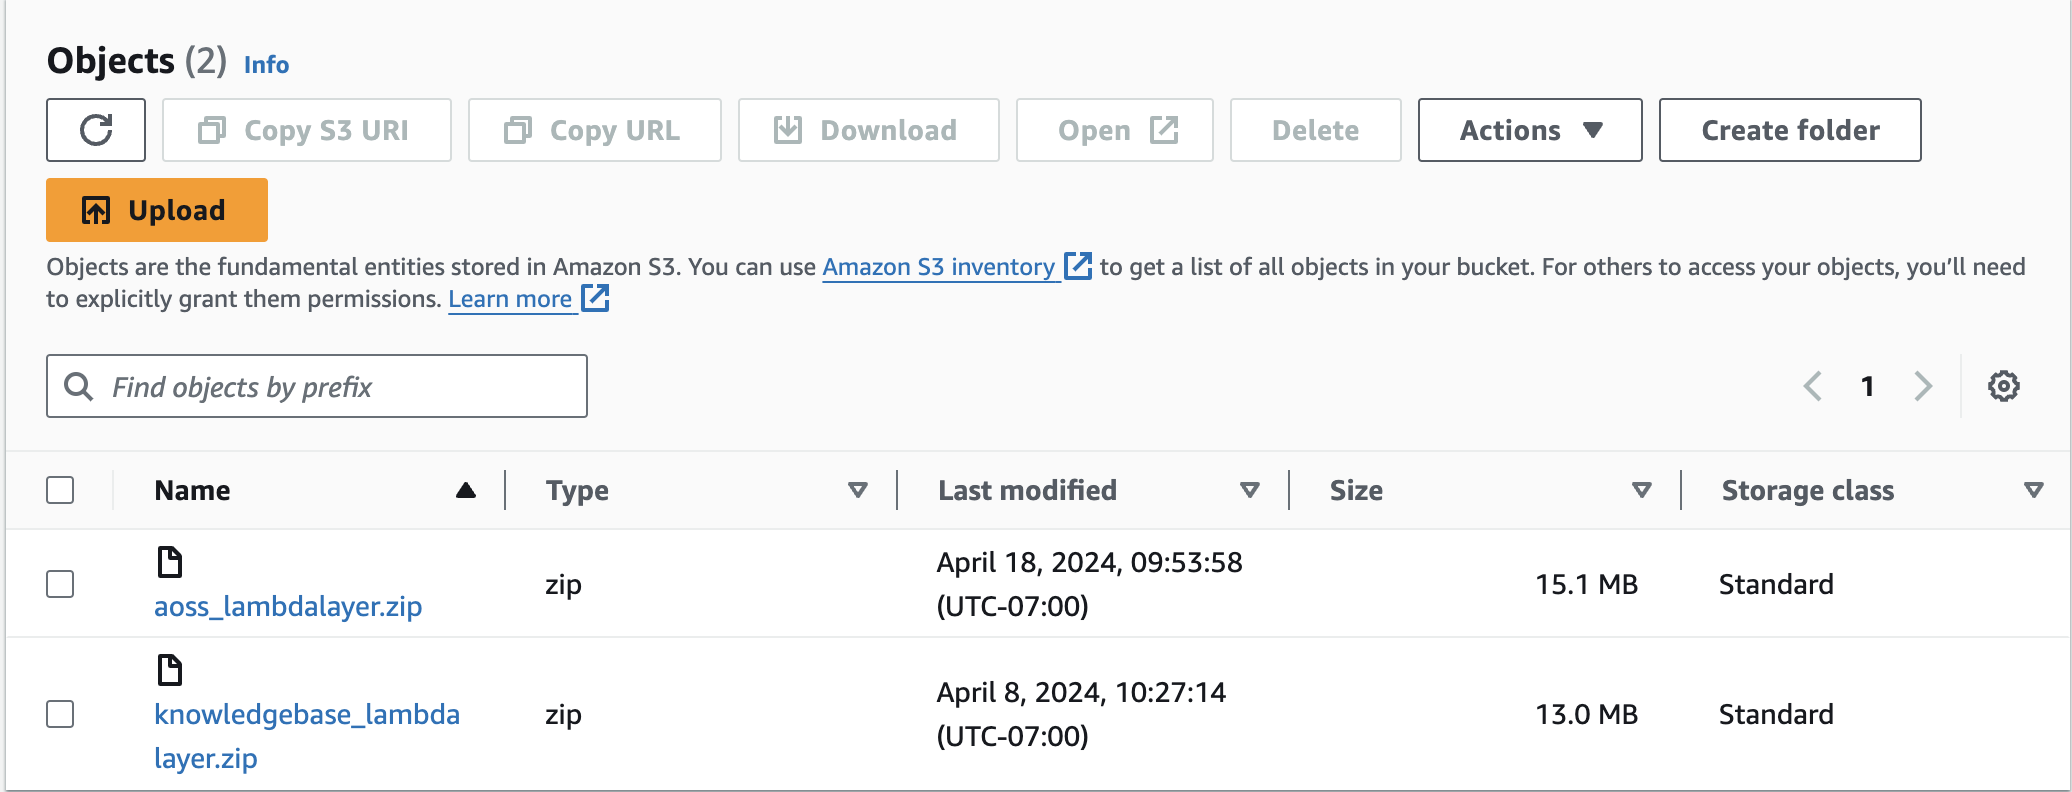 Objects (2) Info
Copy S3 URI Copy URL Download Open Delete Actions Create folder
Upload
Objects are the fundamental entities stored in Amazon S3. You can use Amazon S3 inventory to get a list of all objects in your bucket. For others to access your objects, you’ll need
to explicitly grant them permissions. Learn more
Find objects by prefix
1
Name Type Last modified Size Storage class
aoss_lambdalayer.zip zip April 18, 2024, 09:53:58 15.1 MB Standard
(UTC-07:00)
knowledgebase_lambda zip April 8, 2024, 10:27:14 13.0 MB Standard
layer.zip (UTC-07:00)